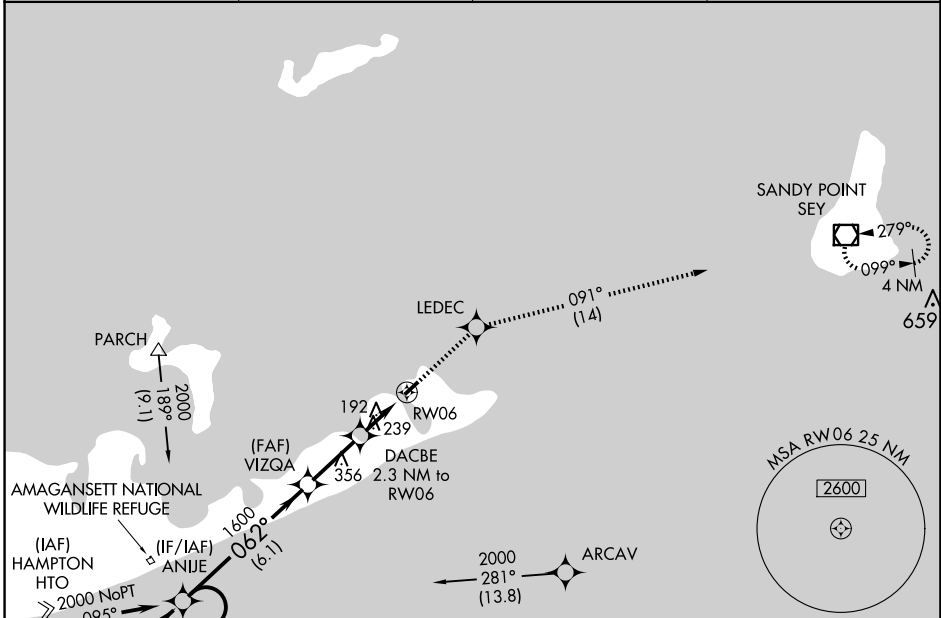 SANDY POINT
SEY
279°
099°
4 NM
659
LEDEC
091°
(14)
PARCH
2000
189°
(9.1)
192
RW06
239
(FAF)
VIZQA
356
DACBE
2.3 NM to
RW06
MSA RW06 25 NM
2600
AMAGANSETT NATIONAL
WILDLIFE REFUGE
1600
062°
(6.1)
(IAF)
HAMPTON
HTO
(IF/IAF)
ANIJE
2000
281°
(13.8)
ARCAV
2000 NoPT
095°